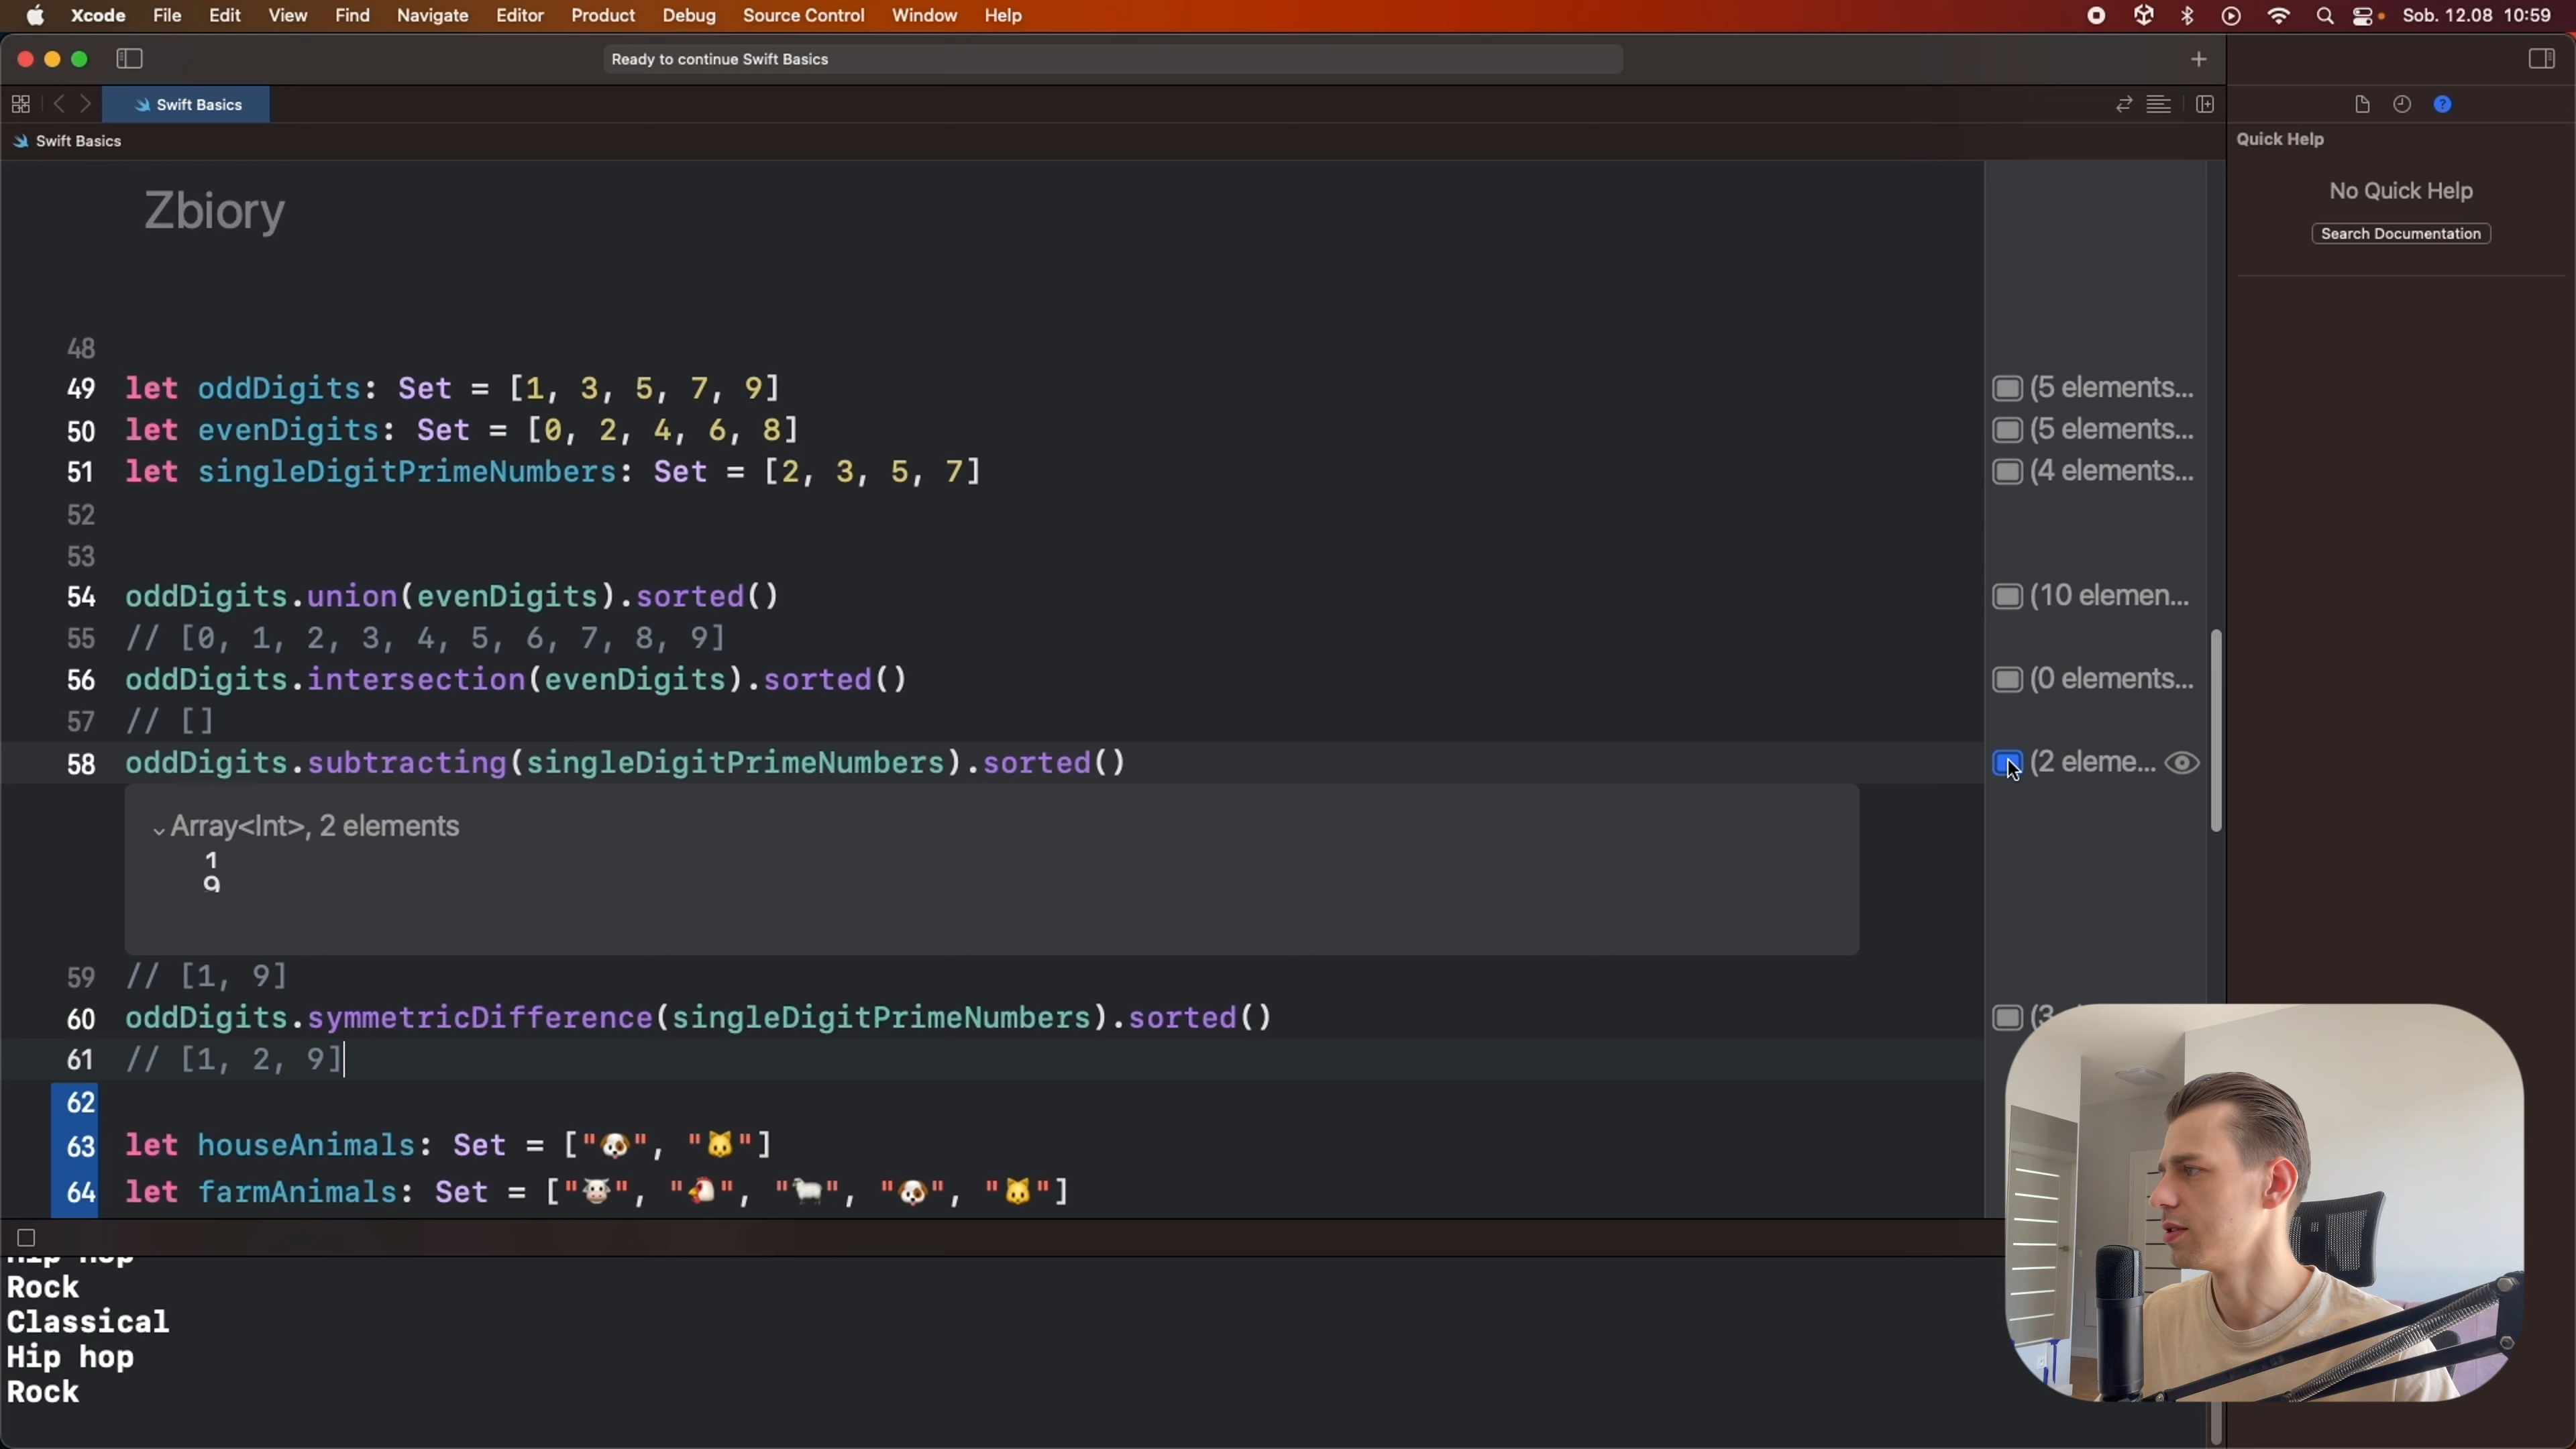 Xcode File Edit View Find Navigate Editor Product Debug Source Control Window Help Sob. 12.08 10:59
Ready to continue Swift Basics
Swift Basics
Swift Basics
Quick Help
No Quick Help
Search Documentation
Zbiory
48
49 let oddDigits: Set = [1, 3, 5, 7, 9] (5 elements...
50 let evenDigits: Set = [0, 2, 4, 6, 8] (5 elements...
51 let singleDigitPrimeNumbers: Set = [2, 3, 5, 7] (4 elements...
52
53
54 oddDigits.union(evenDigits).sorted() (10 elemen...
55 // [0, 1, 2, 3, 4, 5, 6, 7, 8, 9]
56 oddDigits.intersection(evenDigits).sorted() (0 elements...
57 // []
58 oddDigits.subtracting(singleDigitPrimeNumbers).sorted() (2 eleme...
Array<Int>, 2 elements
1
9
59 // [1, 9]
60 oddDigits.symmetricDifference(singleDigitPrimeNumbers).sorted() (3
61 // [1, 2, 9]
62
63 let houseAnimals: Set = ["🐶", "🐱"]
64 let farmAnimals: Set = ["🐮", "🐔", "🐑", "🐶", "🐱"]
Hip hop
Rock
Classical
Hip hop
Rock